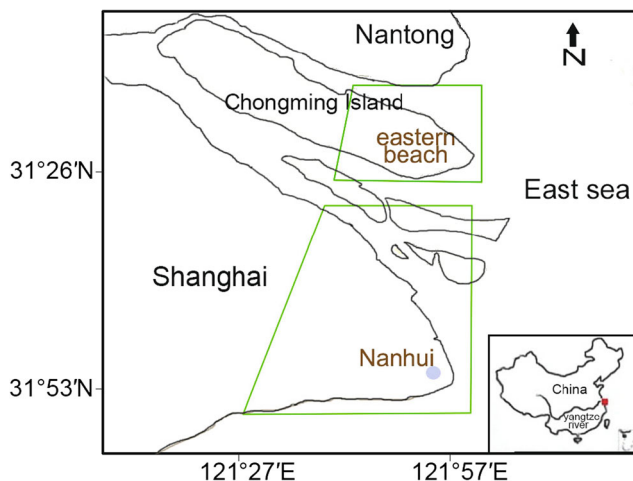 Nantong
N
Chongming Island
eastern
beach
31°26′N
East sea
Shanghai
Nanhui
31°53′N
China
yangtze
river
121°27′E
121°57′E